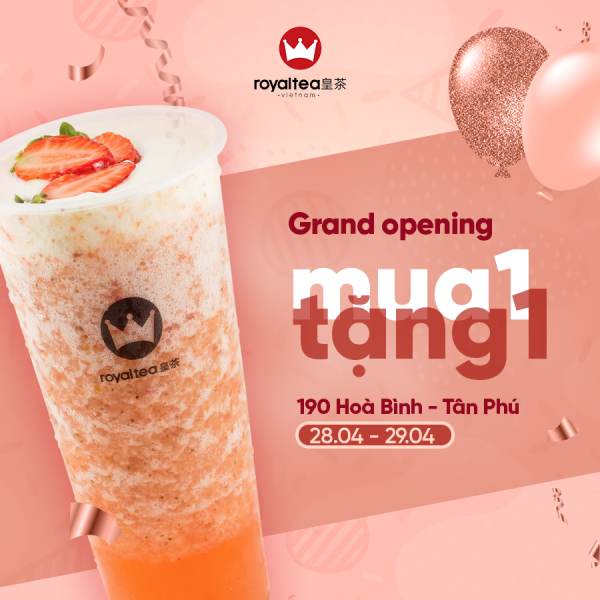 royaltea皇茶
·vietnam·
Grand opening
mua1
tặng1
190 Hoà Bình - Tân Phú
28.04 - 29.04
royaltea皇茶